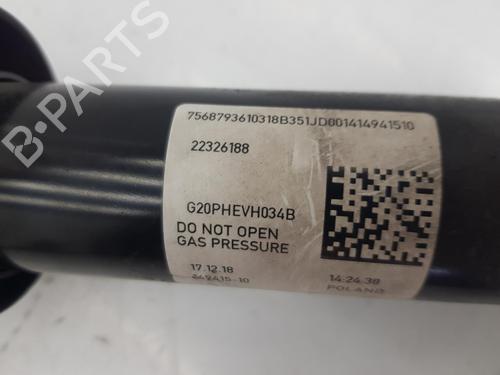 7568793610318B351JD001414941510
22326188
G20PHEVH034B
DO NOT OPEN
GAS PRESSURE
17.12.18
14:24:38
POLAND
B-PARTS